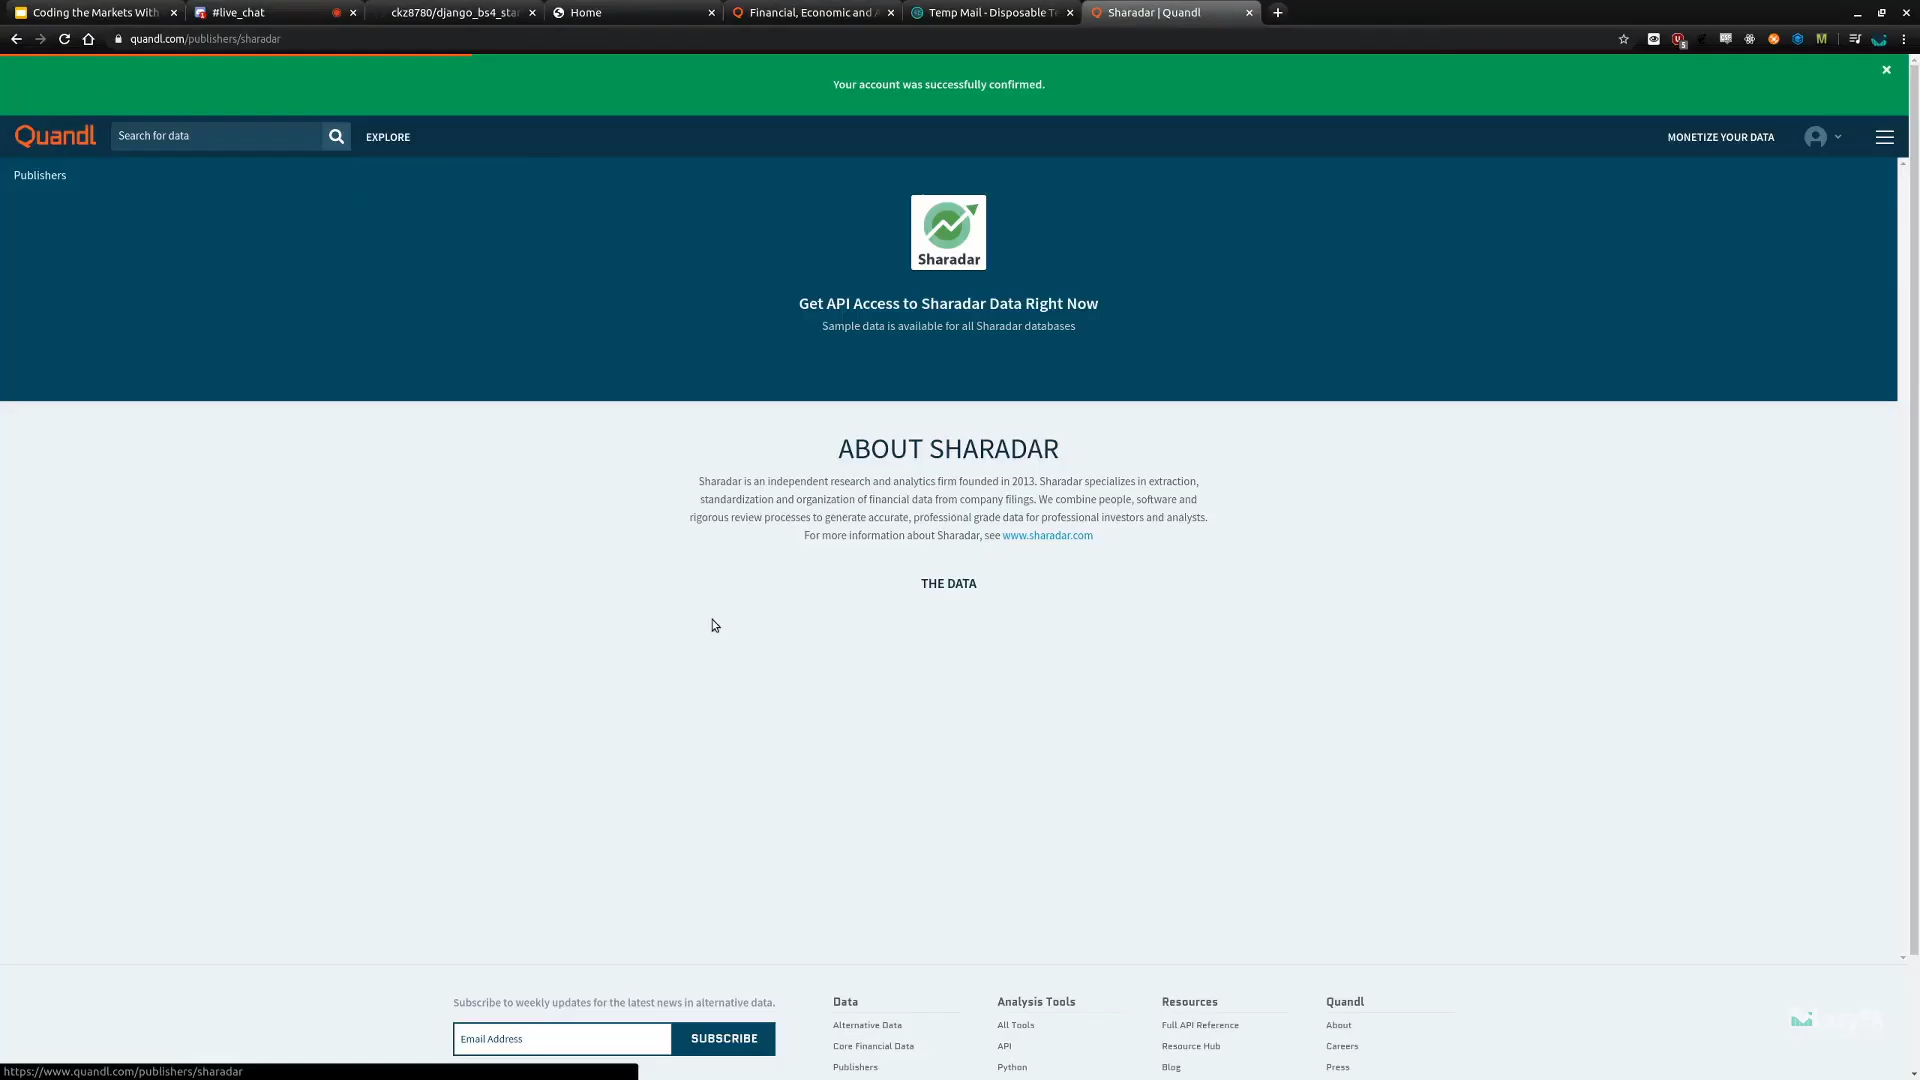 Coding the Markets With
#live_chat
ckz8780/django_bs4_sta
Home
Financial, Economic and A
Temp Mail - Disposable Te
Sharadar | Quandl
quandl.com/publishers/sharadar
5
Your account was successfully confirmed.
Quandl
Search for data
EXPLORE
MONETIZE YOUR DATA
Publishers
Sharadar
Get API Access to Sharadar Data Right Now
Sample data is available for all Sharadar databases
ABOUT SHARADAR
Sharadar is an independent research and analytics firm founded in 2013. Sharadar specializes in extraction,
standardization and organization of financial data from company filings. We combine people, software and
rigorous review processes to generate accurate, professional grade data for professional investors and analysts.
For more information about Sharadar, see www.sharadar.com
THE DATA
Subscribe to weekly updates for the latest news in alternative data.
Email Address
SUBSCRIBE
Data
Alternative Data
Core Financial Data
Publishers
Analysis Tools
All Tools
API
Python
Resources
Full API Reference
Resource Hub
Blog
Quandl
About
Careers
Press
https://www.quandl.com/publishers/sharadar